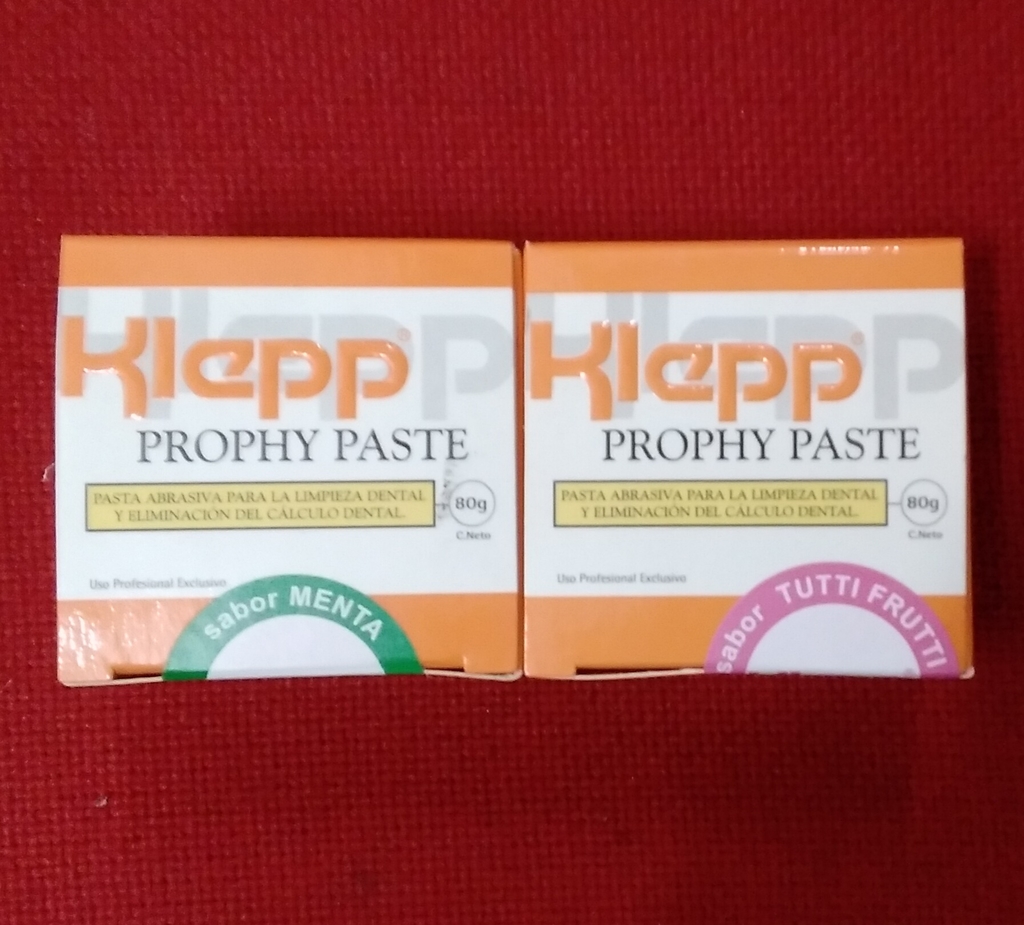 Klepp®
PROPHY PASTE
PASTA ABRASIVA PARA LA LIMPIEZA DENTAL
Y ELIMINACIÓN DEL CÁLCULO DENTAL.
80g
C.Neto
Uso Profesional Exclusivo
sabor MENTA
Klepp®
PROPHY PASTE
PASTA ABRASIVA PARA LA LIMPIEZA DENTAL
Y ELIMINACIÓN DEL CÁLCULO DENTAL.
80g
C.Neto
Uso Profesional Exclusivo
sabor TUTTI FRUTTI